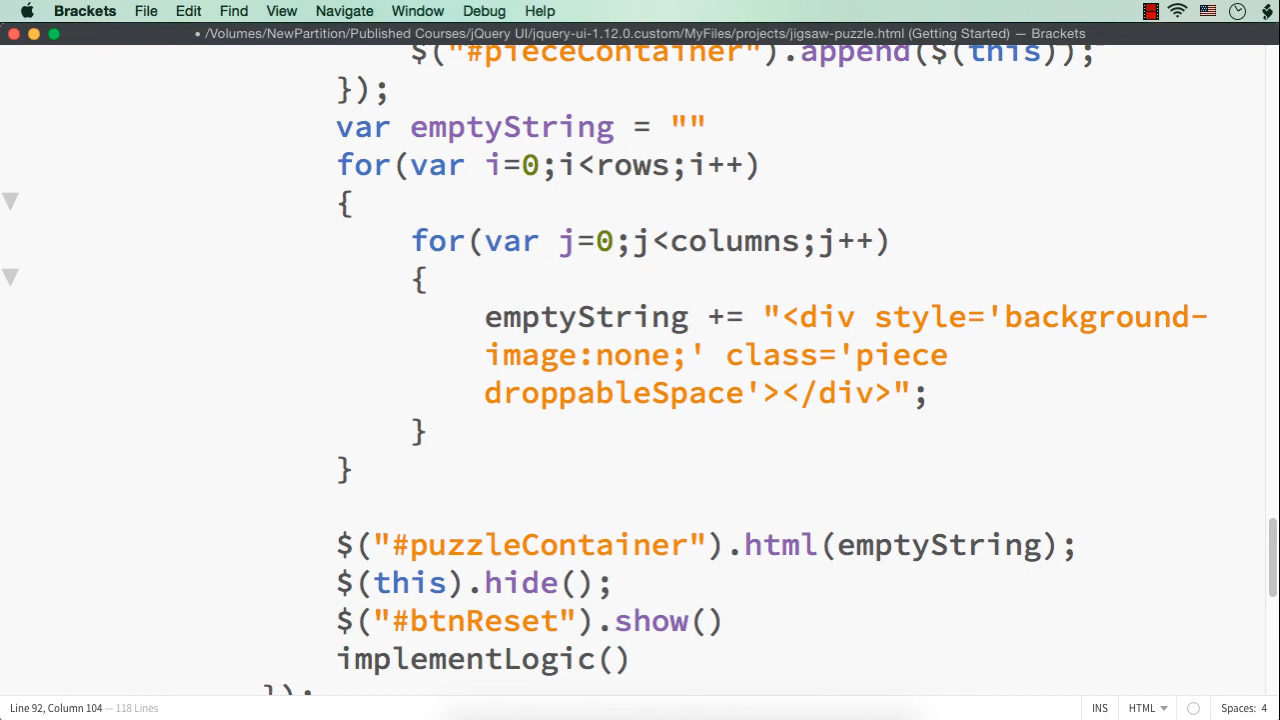 Brackets File Edit Find View Navigate Window Debug Help
• /Volumes/NewPartition/Published Courses/jQuery UI/jquery-ui-1.12.0.custom/MyFiles/projects/jigsaw-puzzle.html (Getting Started) — Brackets
$("#pieceContainer").append($(this));
});
var emptyString = ""
for(var i=0;i<rows;i++)
{
for(var j=0;j<columns;j++)
{
emptyString += "<div style='background-
image:none;' class='piece
droppableSpace'></div>";
}
}
$("#puzzleContainer").html(emptyString);
$(this).hide();
$("#btnReset").show()
implementLogic()
});
Line 92, Column 104 — 118 Lines INS HTML Spaces: 4